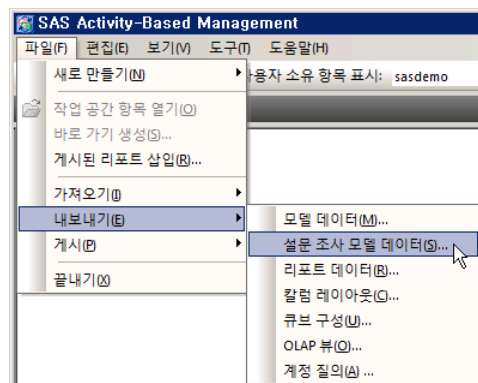 SAS Activity-Based Management
파일(F) 편집(E) 보기(V) 도구(T) 도움말(H)
새로 만들기(N)
용자 소유 항목 표시: sasdemo
작업 공간 항목 열기(O)
바로 가기 생성(S)...
게시된 리포트 삽입(R)...
가져오기(I)
내보내기(E)
모델 데이터(M)...
게시(P)
설문 조사 모델 데이터(S)...
리포트 데이터(R)...
끝내기(X)
칼럼 레이아웃(C)...
큐브 구성(U)...
OLAP 뷰(O)...
계정 질의(A) ...